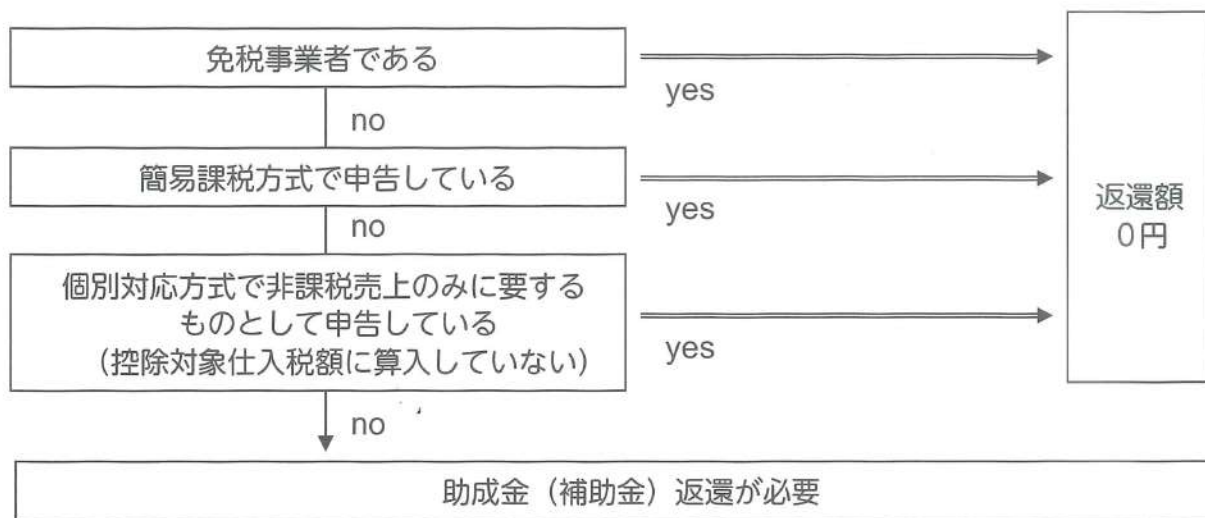 免税事業者である
yes
no
簡易課税方式で申告している
yes
no
個別対応方式で非課税売上のみに要する
ものとして申告している
（控除対象仕入税額に算入していない）
yes
no
返還額
0円
助成金（補助金）返還が必要